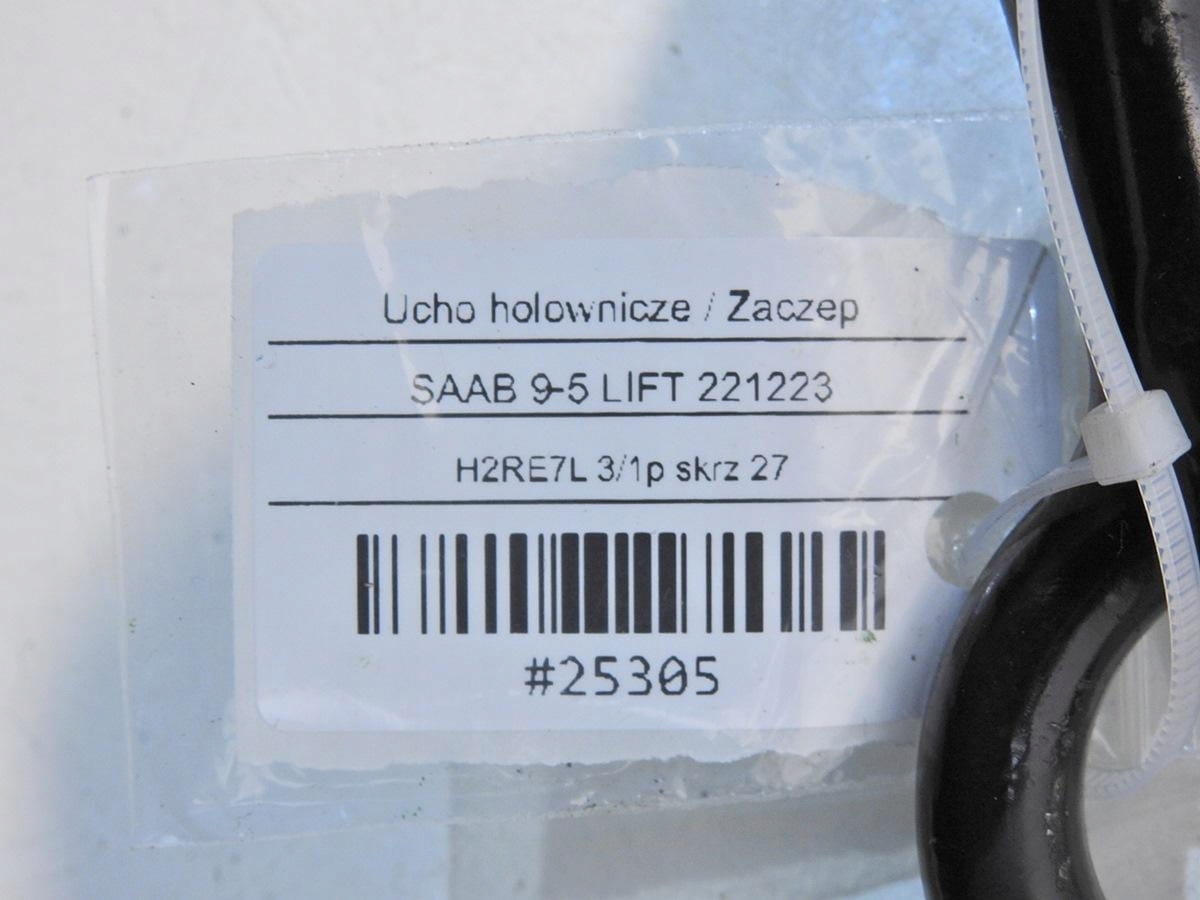 Ucho holownicze / Zaczep
SAAB 9-5 LIFT 221223
H2RE7L 3/1p skrz 27
#25305